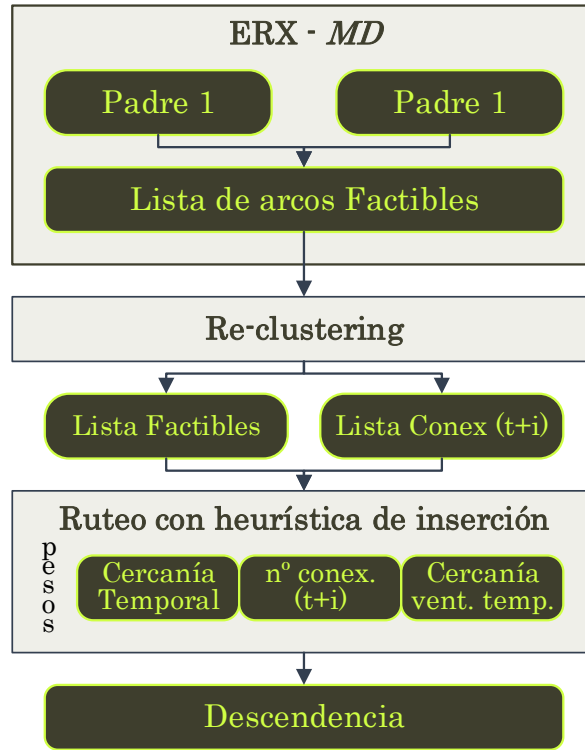 ERX - MD
Padre 1
Padre 1
Lista de arcos Factibles
Re-clustering
Lista Factibles
Lista Conex (t+i)
Ruteo con heurística de inserción
pesos
Cercanía
Temporal
nº conex.
(t+i)
Cercanía
vent. temp.
Descendencia